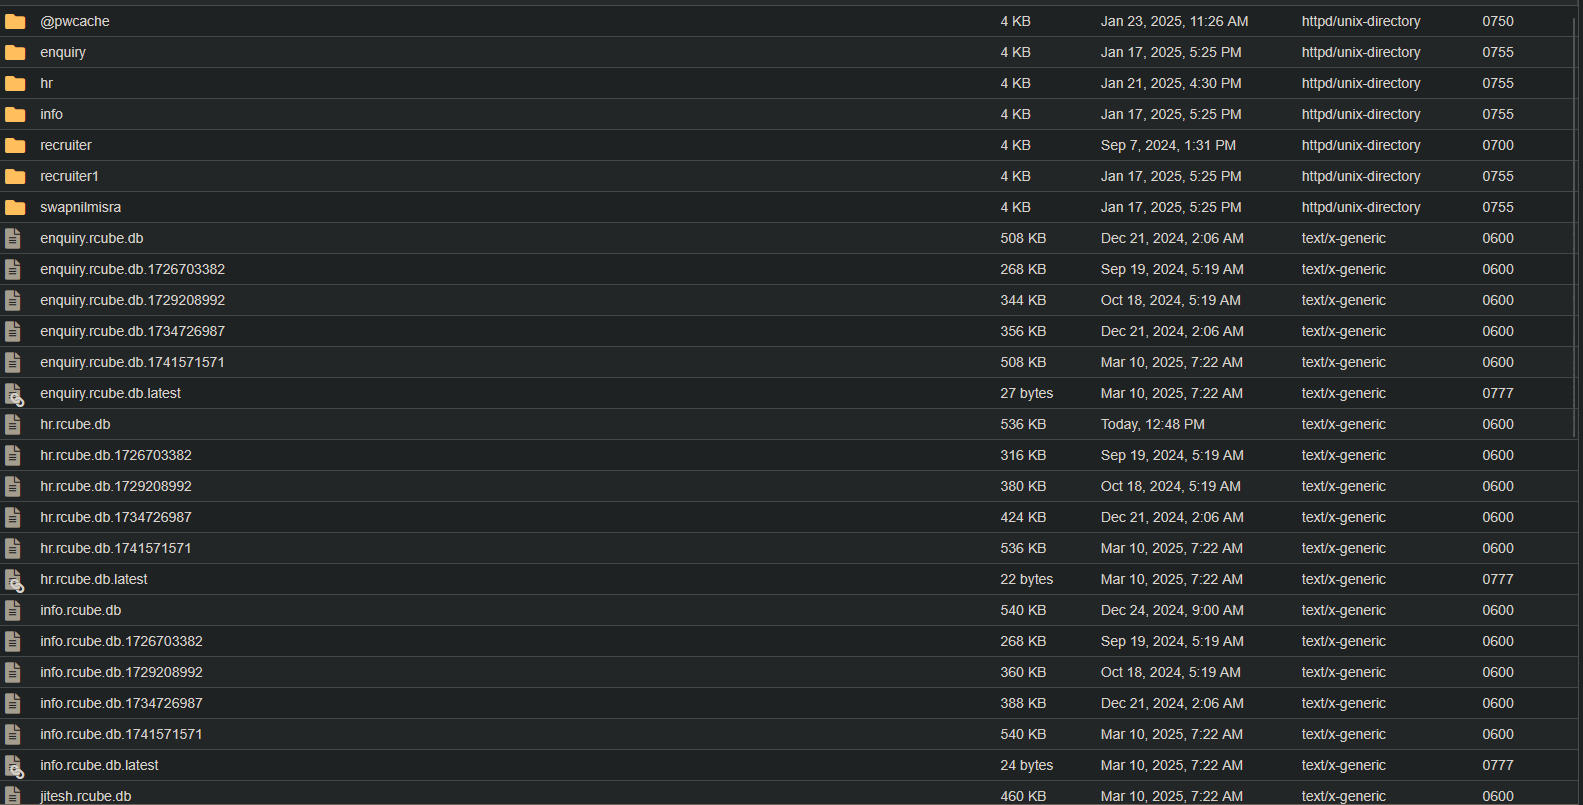 @pwcache 4 KB Jan 23, 2025, 11:26 AM httpd/unix-directory 0750
enquiry 4 KB Jan 17, 2025, 5:25 PM httpd/unix-directory 0755
hr 4 KB Jan 21, 2025, 4:30 PM httpd/unix-directory 0755
info 4 KB Jan 17, 2025, 5:25 PM httpd/unix-directory 0755
recruiter 4 KB Sep 7, 2024, 1:31 PM httpd/unix-directory 0700
recruiter1 4 KB Jan 17, 2025, 5:25 PM httpd/unix-directory 0755
swapnilmisra 4 KB Jan 17, 2025, 5:25 PM httpd/unix-directory 0755
enquiry.rcube.db 508 KB Dec 21, 2024, 2:06 AM text/x-generic 0600
enquiry.rcube.db.1726703382 268 KB Sep 19, 2024, 5:19 AM text/x-generic 0600
enquiry.rcube.db.1729208992 344 KB Oct 18, 2024, 5:19 AM text/x-generic 0600
enquiry.rcube.db.1734726987 356 KB Dec 21, 2024, 2:06 AM text/x-generic 0600
enquiry.rcube.db.1741571571 508 KB Mar 10, 2025, 7:22 AM text/x-generic 0600
enquiry.rcube.db.latest 27 bytes Mar 10, 2025, 7:22 AM text/x-generic 0777
hr.rcube.db 536 KB Today, 12:48 PM text/x-generic 0600
hr.rcube.db.1726703382 316 KB Sep 19, 2024, 5:19 AM text/x-generic 0600
hr.rcube.db.1729208992 380 KB Oct 18, 2024, 5:19 AM text/x-generic 0600
hr.rcube.db.1734726987 424 KB Dec 21, 2024, 2:06 AM text/x-generic 0600
hr.rcube.db.1741571571 536 KB Mar 10, 2025, 7:22 AM text/x-generic 0600
hr.rcube.db.latest 22 bytes Mar 10, 2025, 7:22 AM text/x-generic 0777
info.rcube.db 540 KB Dec 24, 2024, 9:00 AM text/x-generic 0600
info.rcube.db.1726703382 268 KB Sep 19, 2024, 5:19 AM text/x-generic 0600
info.rcube.db.1729208992 360 KB Oct 18, 2024, 5:19 AM text/x-generic 0600
info.rcube.db.1734726987 388 KB Dec 21, 2024, 2:06 AM text/x-generic 0600
info.rcube.db.1741571571 540 KB Mar 10, 2025, 7:22 AM text/x-generic 0600
info.rcube.db.latest 24 bytes Mar 10, 2025, 7:22 AM text/x-generic 0777
jitesh.rcube.db 460 KB Mar 10, 2025, 7:22 AM text/x-generic 0600